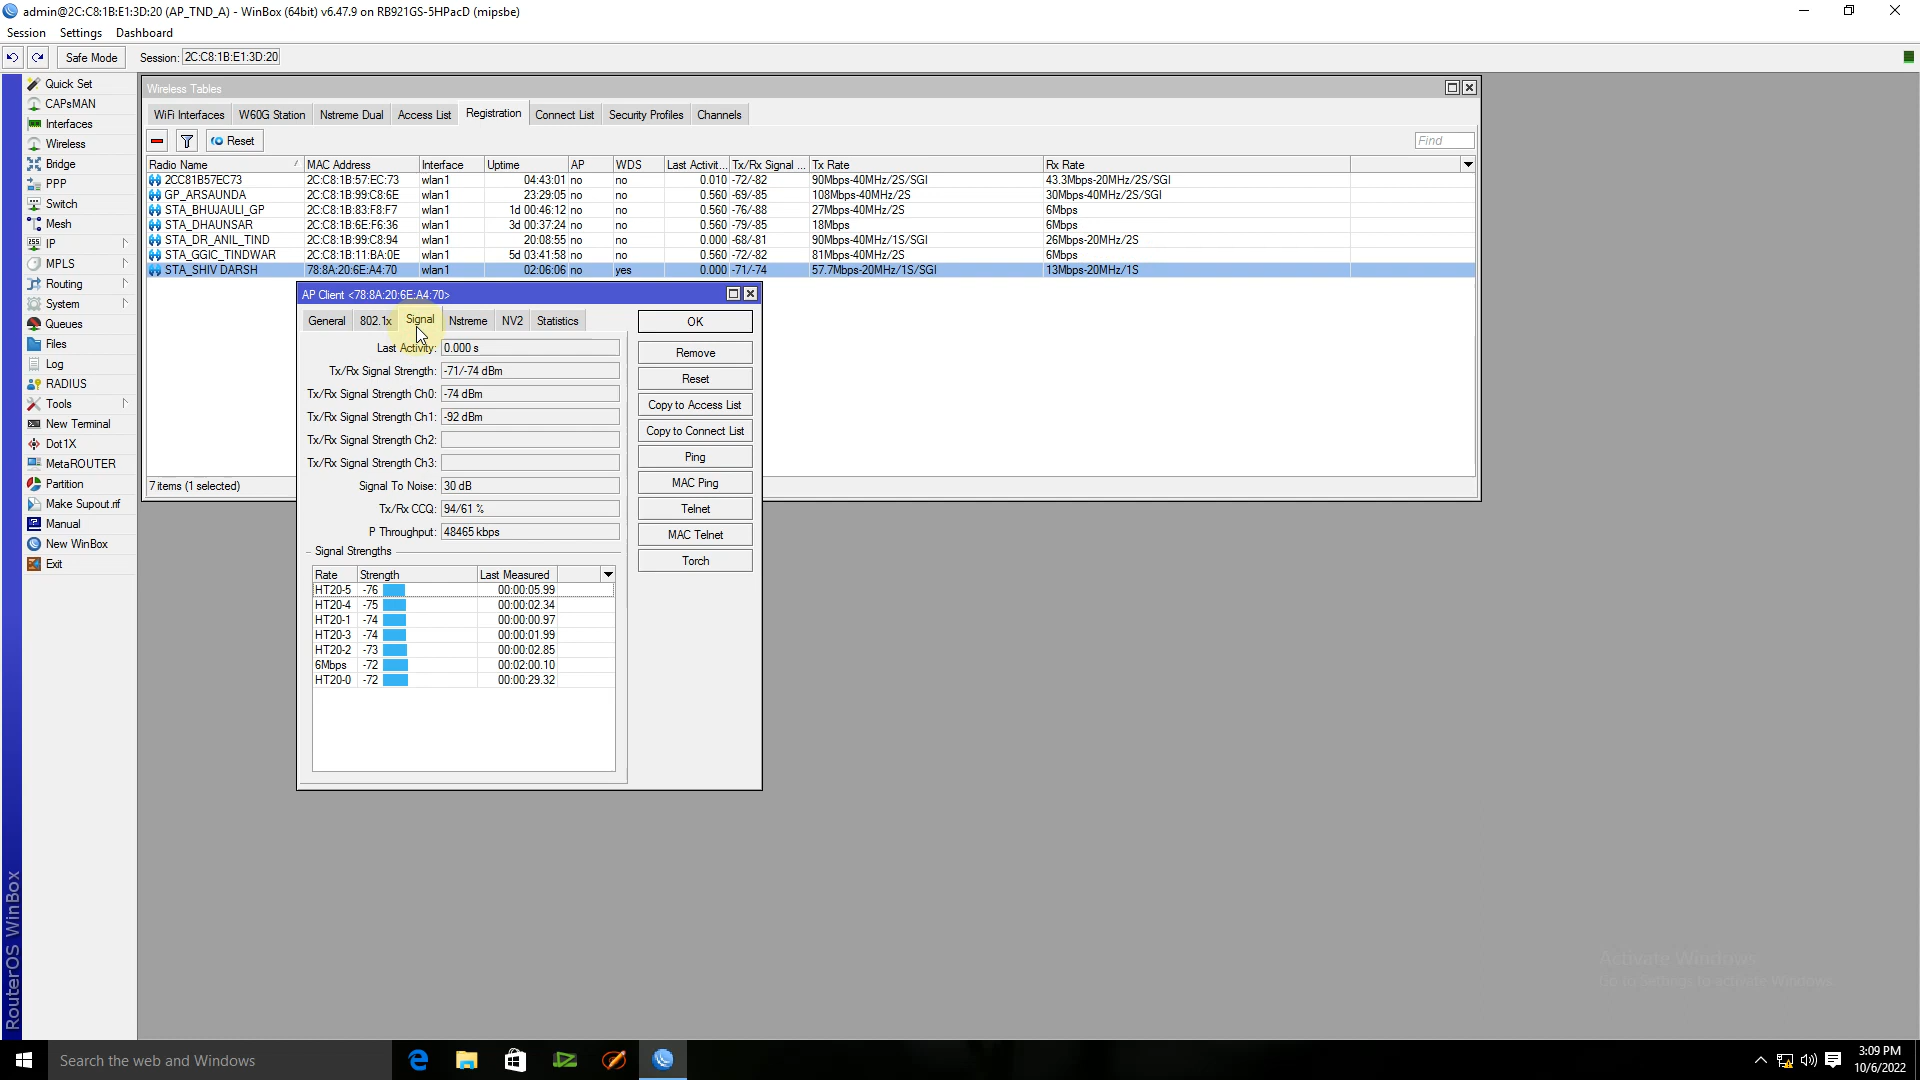 admin@2C:C8:1B:E1:3D:20 (AP_TND_A) - WinBox (64bit) v6.47.9 on RB921GS-5HPacD (mipsbe)
Session Settings Dashboard
Safe Mode Session: 2C:C8:1B:E1:3D:20
Quick Set
CAPsMAN
Interfaces
Wireless
Bridge
PPP
Switch
Mesh
IP
MPLS
Routing
System
Queues
Files
Log
RADIUS
Tools
New Terminal
Dot1X
MetaROUTER
Partition
Make Supout.rif
Manual
New WinBox
Exit
RouterOS WinBox
Wireless Tables
WiFi Interfaces W60G Station Nstreme Dual Access List Registration Connect List Security Profiles Channels
Reset Find
Radio Name / MAC Address Interface Uptime AP WDS Last Activit... Tx/Rx Signal ... Tx Rate Rx Rate
2CC81B57EC73 2C:C8:1B:57:EC:73 wlan1 04:43:01 no no 0.010 -72/-82 90Mbps-40MHz/2S/SGI 43.3Mbps-20MHz/2S/SGI
GP_ARSAUNDA 2C:C8:1B:99:C8:6E wlan1 23:29:05 no no 0.560 -69/-85 108Mbps-40MHz/2S 30Mbps-40MHz/2S/SGI
STA_BHUJAULI_GP 2C:C8:1B:83:F8:F7 wlan1 1d 00:46:12 no no 0.560 -76/-88 27Mbps-40MHz/2S 6Mbps
STA_DHAUNSAR 2C:C8:1B:6E:F6:36 wlan1 3d 00:37:24 no no 0.560 -79/-85 18Mbps 6Mbps
STA_DR_ANIL_TIND 2C:C8:1B:99:C8:94 wlan1 20:08:55 no no 0.000 -68/-81 90Mbps-40MHz/1S/SGI 26Mbps-20MHz/2S
STA_GGIC_TINDWAR 2C:C8:1B:11:BA:0E wlan1 5d 03:41:58 no no 0.560 -72/-82 81Mbps-40MHz/2S 6Mbps
STA_SHIV DARSH 78:8A:20:6E:A4:70 wlan1 02:06:06 no yes 0.000 -71/-74 57.7Mbps-20MHz/1S/SGI 13Mbps-20MHz/1S
7 items (1 selected)
AP Client <78:8A:20:6E:A4:70>
General 802.1x Signal Nstreme NV2 Statistics
Last Activity: 0.000 s
Tx/Rx Signal Strength: -71/-74 dBm
Tx/Rx Signal Strength Ch0: -74 dBm
Tx/Rx Signal Strength Ch1: -92 dBm
Tx/Rx Signal Strength Ch2:
Tx/Rx Signal Strength Ch3:
Signal To Noise: 30 dB
Tx/Rx CCQ: 94/61 %
P Throughput: 48465 kbps
Signal Strengths
Rate Strength Last Measured
HT20-5 -76 00:00:05.99
HT20-4 -75 00:00:02.34
HT20-1 -74 00:00:00.97
HT20-3 -74 00:00:01.99
HT20-2 -73 00:00:02.85
6Mbps -72 00:02:00.10
HT20-0 -72 00:00:29.32
OK
Remove
Reset
Copy to Access List
Copy to Connect List
Ping
MAC Ping
Telnet
MAC Telnet
Torch
Activate Windows
Go to Settings to activate Windows.
Search the web and Windows
3:09 PM
10/6/2022